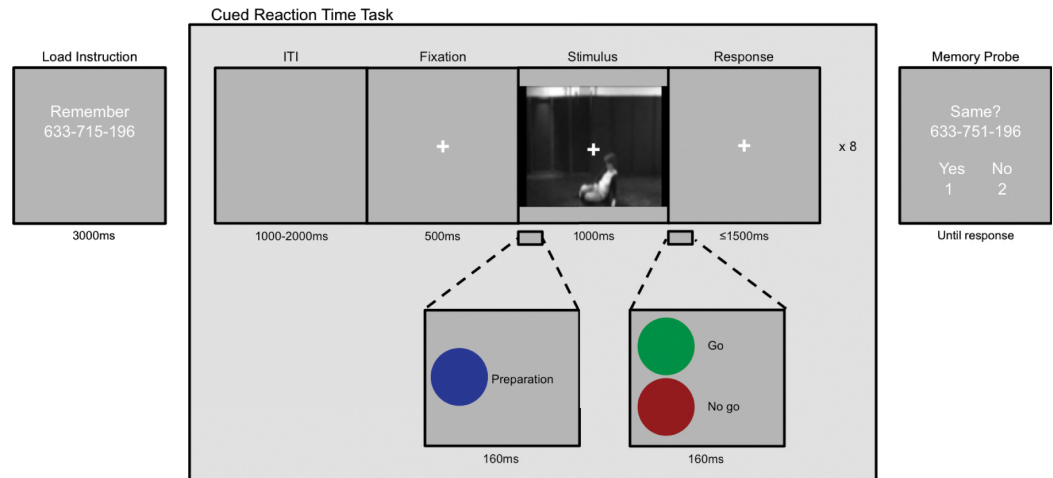 Cued Reaction Time Task
Load Instruction
Remember
633-715-196
3000ms
ITI
1000-2000ms
Fixation
500ms
Stimulus
1000ms
Response
≤1500ms
x 8
Preparation
160ms
Go
No go
160ms
Memory Probe
Same?
633-751-196
Yes No
1 2
Until response